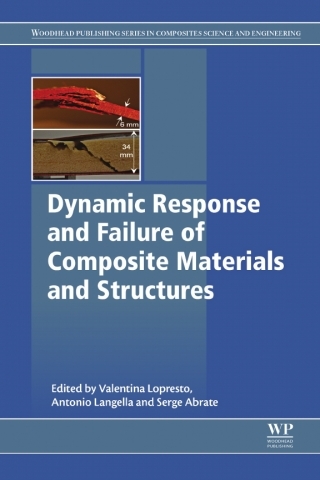 WOODHEAD PUBLISHING SERIES IN COMPOSITES SCIENCE AND ENGINEERING
6 mm
34
mm
Dynamic Response
and Failure of
Composite Materials
and Structures
Edited by Valentina Lopresto,
Antonio Langella and Serge Abrate
WP
WOODHEAD
PUBLISHING